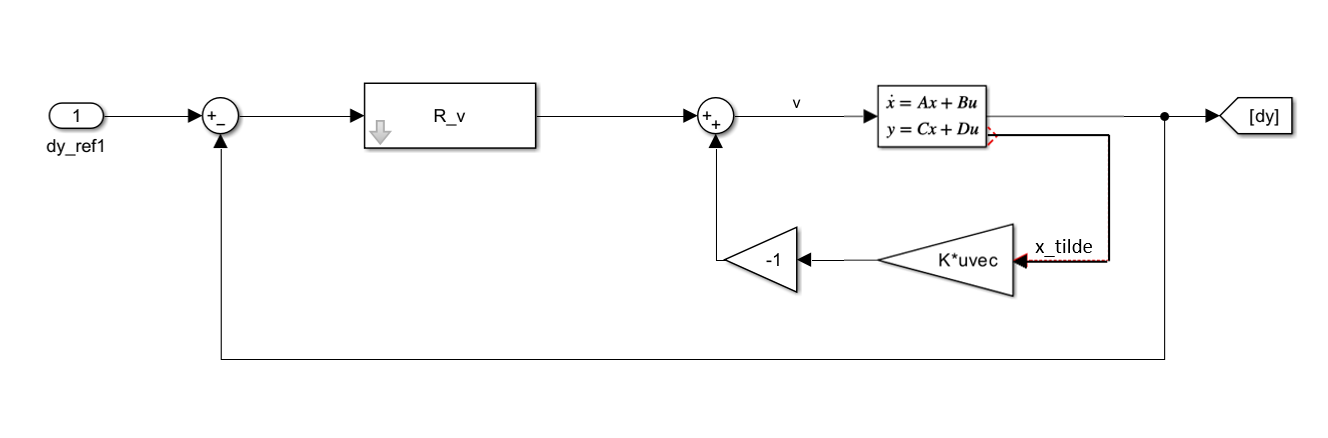 1
dy_ref1
+
−
R_v
+
+
v
ẋ = Ax + Bu
y = Cx + Du
[dy]
-1
K*uvec
x_tilde